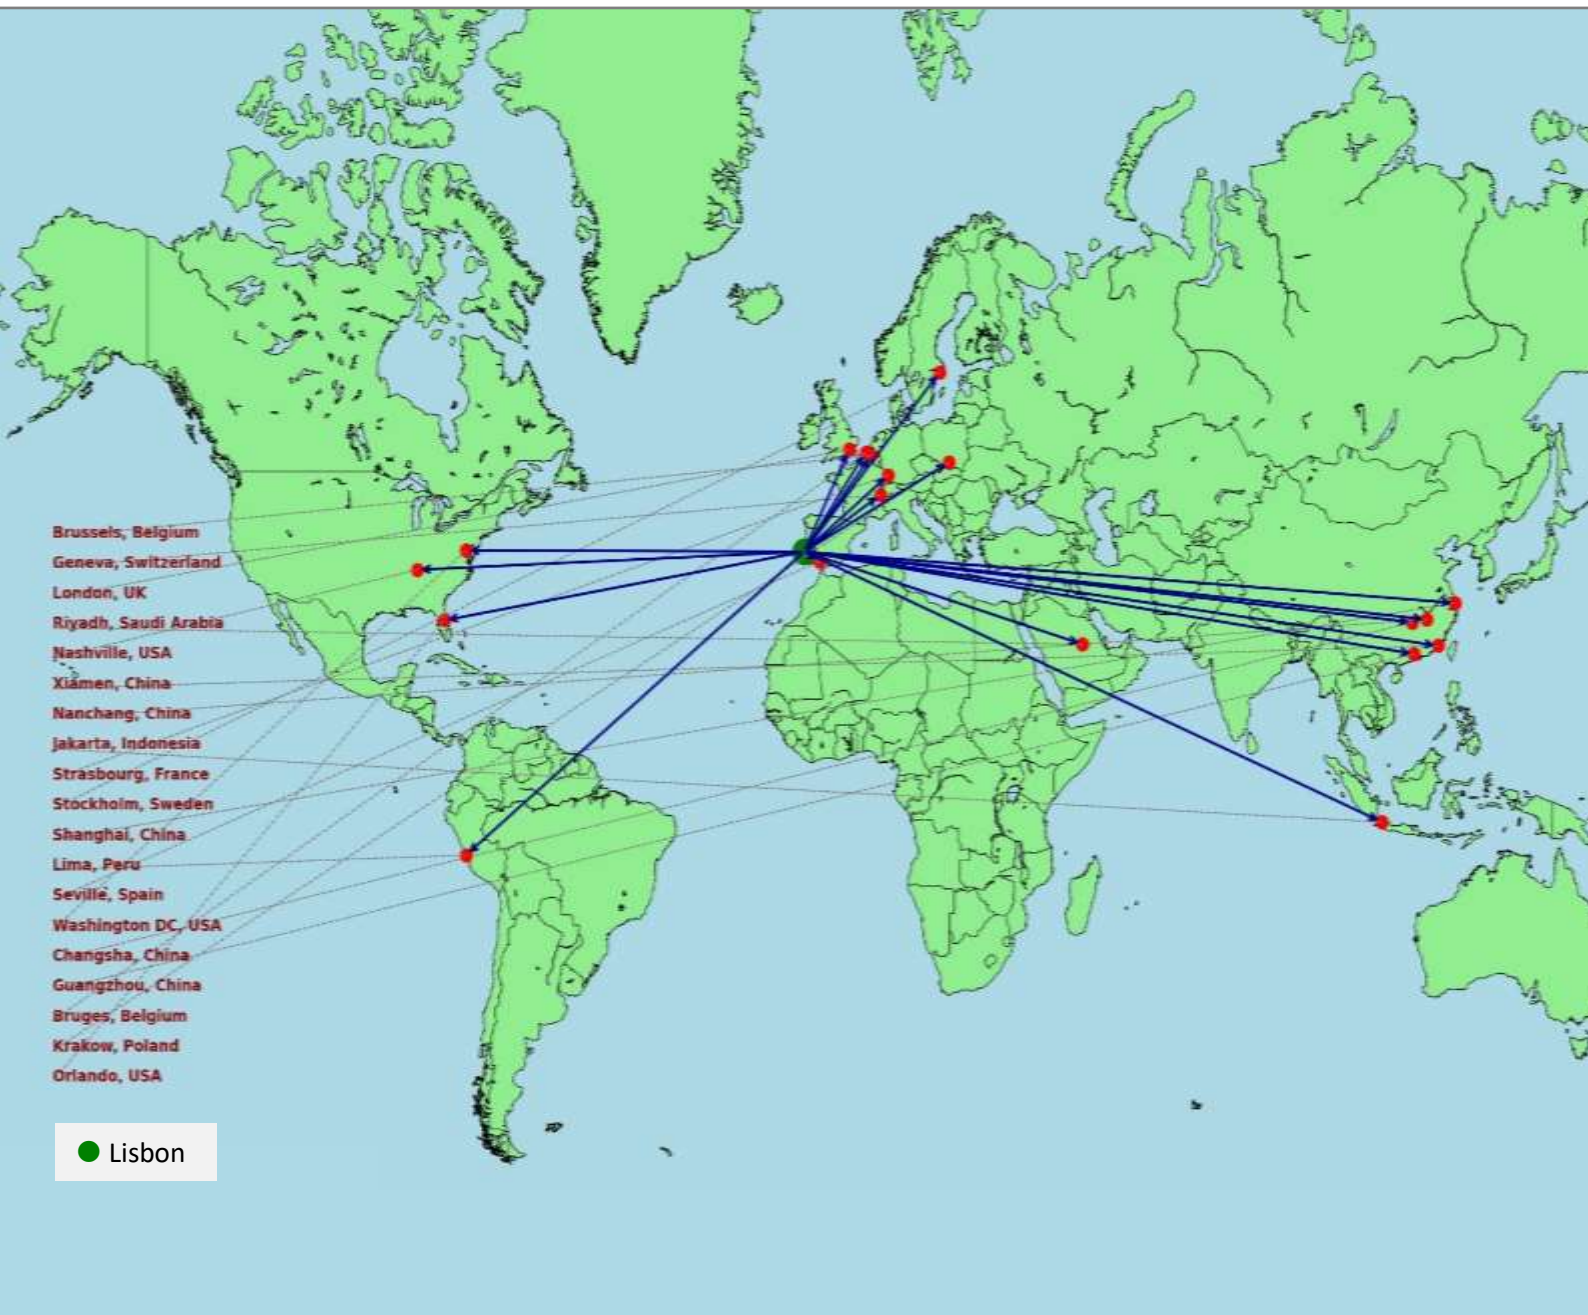 Brussels, Belgium
Geneva, Switzerland
London, UK
Riyadh, Saudi Arabia
Nashville, USA
Xiamen, China
Nanchang, China
Jakarta, Indonesia
Strasbourg, France
Stockholm, Sweden
Shanghai, China
Lima, Peru
Seville, Spain
Washington DC, USA
Changsha, China
Guangzhou, China
Bruges, Belgium
Krakow, Poland
Orlando, USA
Lisbon